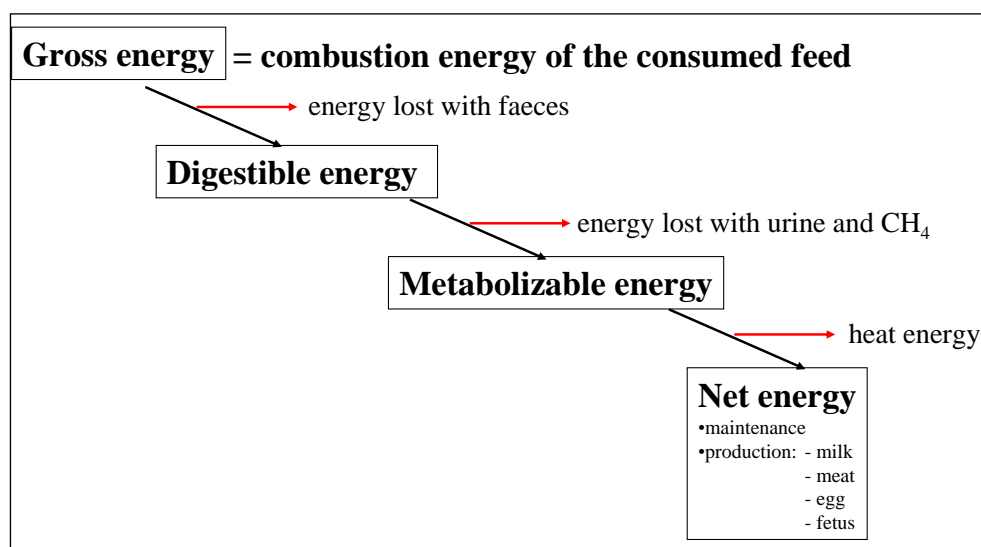 Gross energy = combustion energy of the consumed feed
energy lost with faeces
Digestible energy
energy lost with urine and CH₄
Metabolizable energy
heat energy
Net energy
•maintenance
•production: - milk
- meat
- egg
- fetus